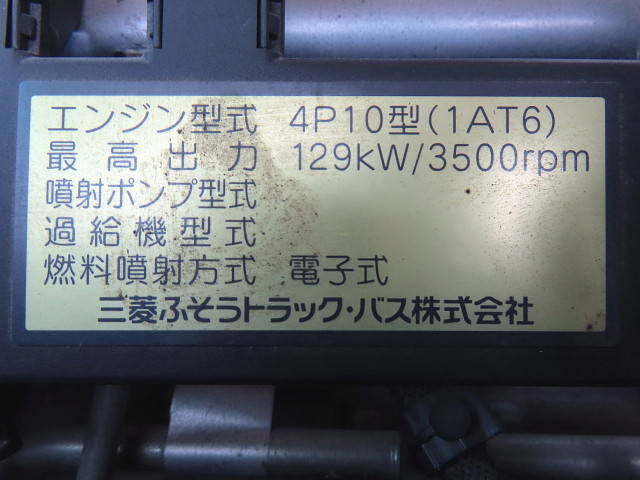 エンジン型式 4P10型(1AT6)
最高出力 129kW/3500rpm
噴射ポンプ型式
過給機型式
燃料噴射方式 電子式
三菱ふそうトラック・バス株式会社